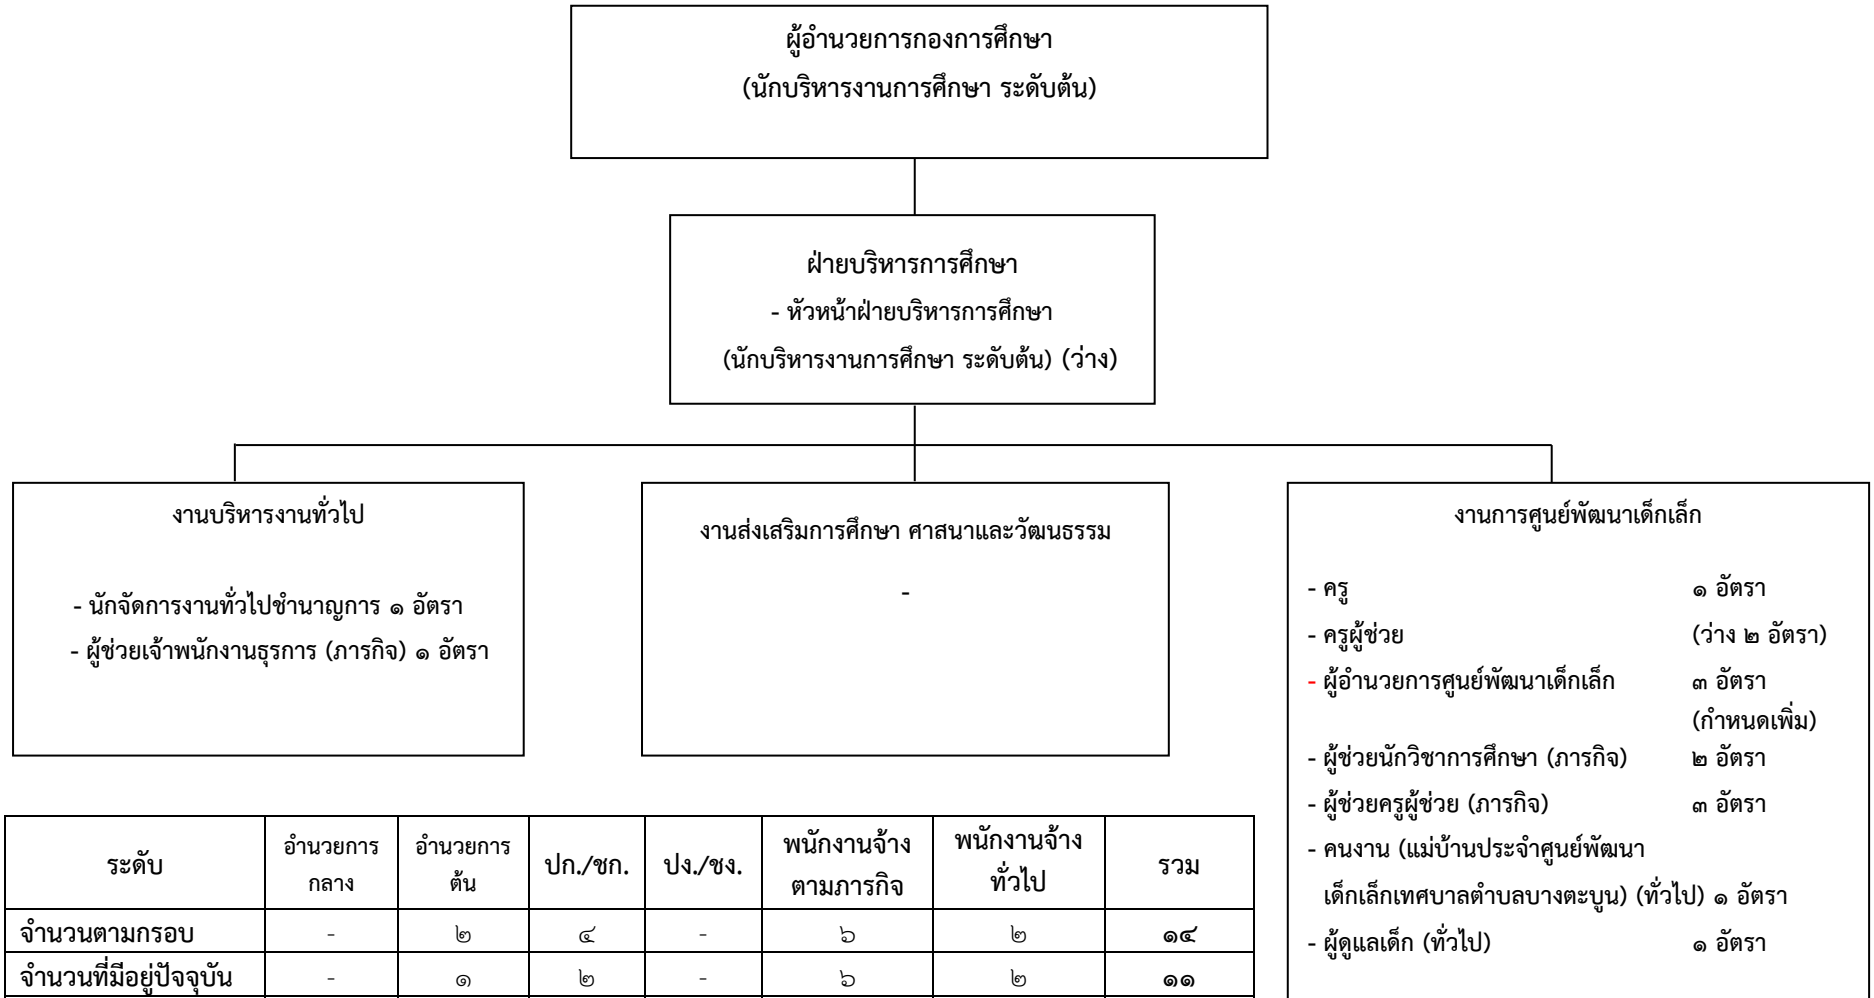 ผู้อำนวยการกองการศึกษา
(นักบริหารงานการศึกษา ระดับต้น)
ฝ่ายบริหารการศึกษา
- หัวหน้าฝ่ายบริหารการศึกษา
(นักบริหารงานการศึกษา ระดับต้น) (ว่าง)
งานบริหารงานทั่วไป
- นักจัดการงานทั่วไปชำนาญการ ๑ อัตรา
- ผู้ช่วยเจ้าพนักงานธุรการ (ภารกิจ) ๑ อัตรา
งานส่งเสริมการศึกษา ศาสนาและวัฒนธรรม
-
งานการศูนย์พัฒนาเด็กเล็ก
- ครู ๑ อัตรา
- ครูผู้ช่วย (ว่าง ๒ อัตรา)
- ผู้อำนวยการศูนย์พัฒนาเด็กเล็ก ๓ อัตรา
(กำหนดเพิ่ม)
- ผู้ช่วยนักวิชาการศึกษา (ภารกิจ) ๒ อัตรา
- ผู้ช่วยครูผู้ช่วย (ภารกิจ) ๓ อัตรา
- คนงาน (แม่บ้านประจำศูนย์พัฒนา
เด็กเล็กเทศบาลตำบลบางตะบูน) (ทั่วไป) ๑ อัตรา
- ผู้ดูแลเด็ก (ทั่วไป) ๑ อัตรา
ระดับ อำนวยการ กลาง อำนวยการ ต้น ปก./ชก. ปง./ชง. พนักงานจ้าง ตามภารกิจ พนักงานจ้าง ทั่วไป รวม
จำนวนตามกรอบ - ๒ ๔ - ๖ ๒ ๑๔
จำนวนที่มีอยู่ปัจจุบัน - ๑ ๒ - ๖ ๒ ๑๑